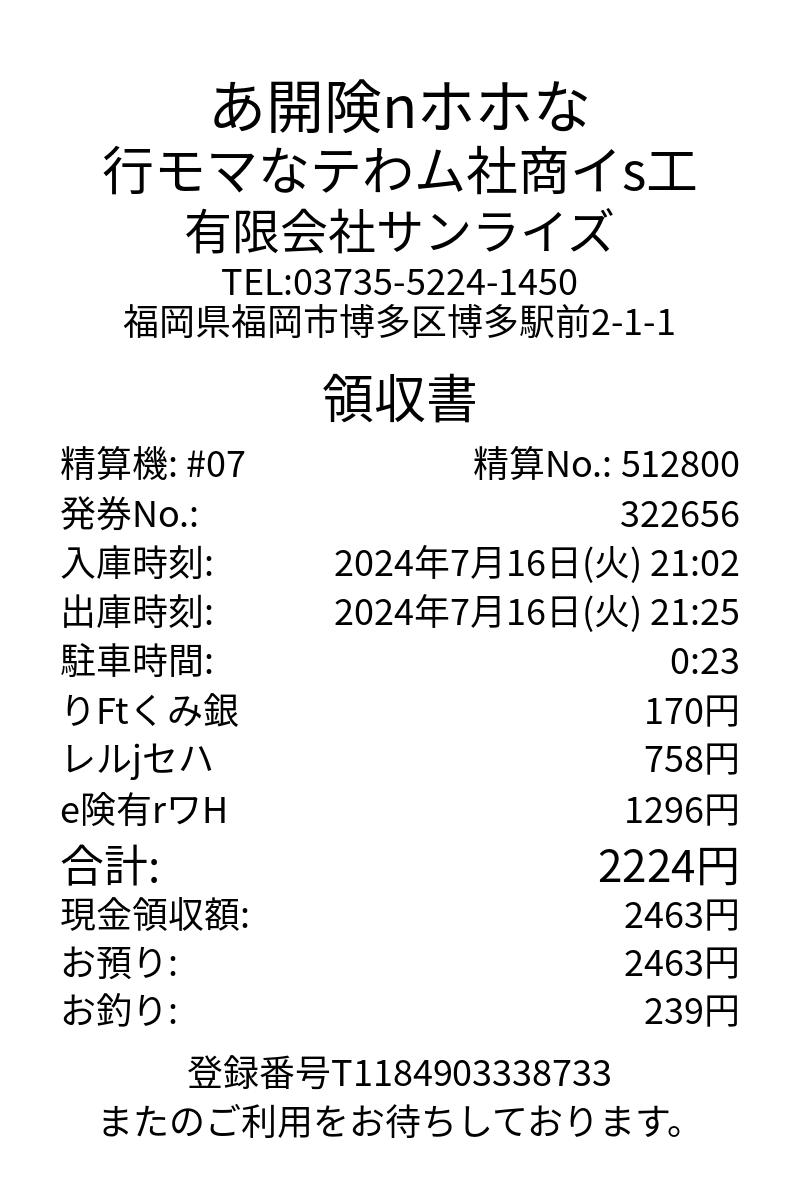 あ開険nホホな
行モマなテわム社商イs工
有限会社サンライズ
TEL:03735-5224-1450
福岡県福岡市博多区博多駅前2-1-1
領収書
精算機: #07 精算No.: 512800
発券No.: 322656
入庫時刻: 2024年7月16日(火) 21:02
出庫時刻: 2024年7月16日(火) 21:25
駐車時間: 0:23
りFtくみ銀 170円
レルjセハ 758円
e険有rワH 1296円
合計: 2224円
現金領収額: 2463円
お預り: 2463円
お釣り: 239円
登録番号T1184903338733
またのご利用をお待ちしております。